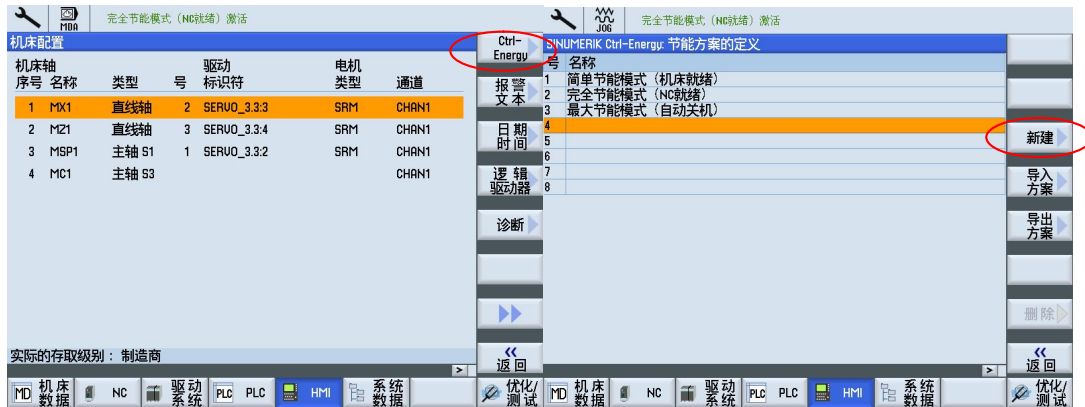 MDA
完全节能模式（NC就绪）激活
机床配置
机床轴 驱动 电机
序号 名称 类型 号 标识符 类型 通道
1 MX1 直线轴 2 SERVO_3.3:3 SRM CHAN1
2 MZ1 直线轴 3 SERVO_3.3:4 SRM CHAN1
3 MSP1 主轴 S1 1 SERVO_3.3:2 SRM CHAN1
4 MC1 主轴 S3 CHAN1
实际的存取级别：制造商
Ctrl-
Energy
报警
文本
日期
时间
逻辑
驱动器
诊断
返回
MD 机床
数据
NC
驱动
系统
PLC PLC
HMI
系统
数据
优化/
测试
JOG
完全节能模式（NC就绪）激活
SINUMERIK Ctrl-Energy: 节能方案的定义
号 名称
1 简单节能模式（机床就绪）
2 完全节能模式（NC就绪）
3 最大节能模式（自动关机）
4
5
6
7
8
新建
导入
方案
导出
方案
删除
返回
MD 机床
数据
NC
驱动
系统
PLC PLC
HMI
系统
数据
优化/
测试